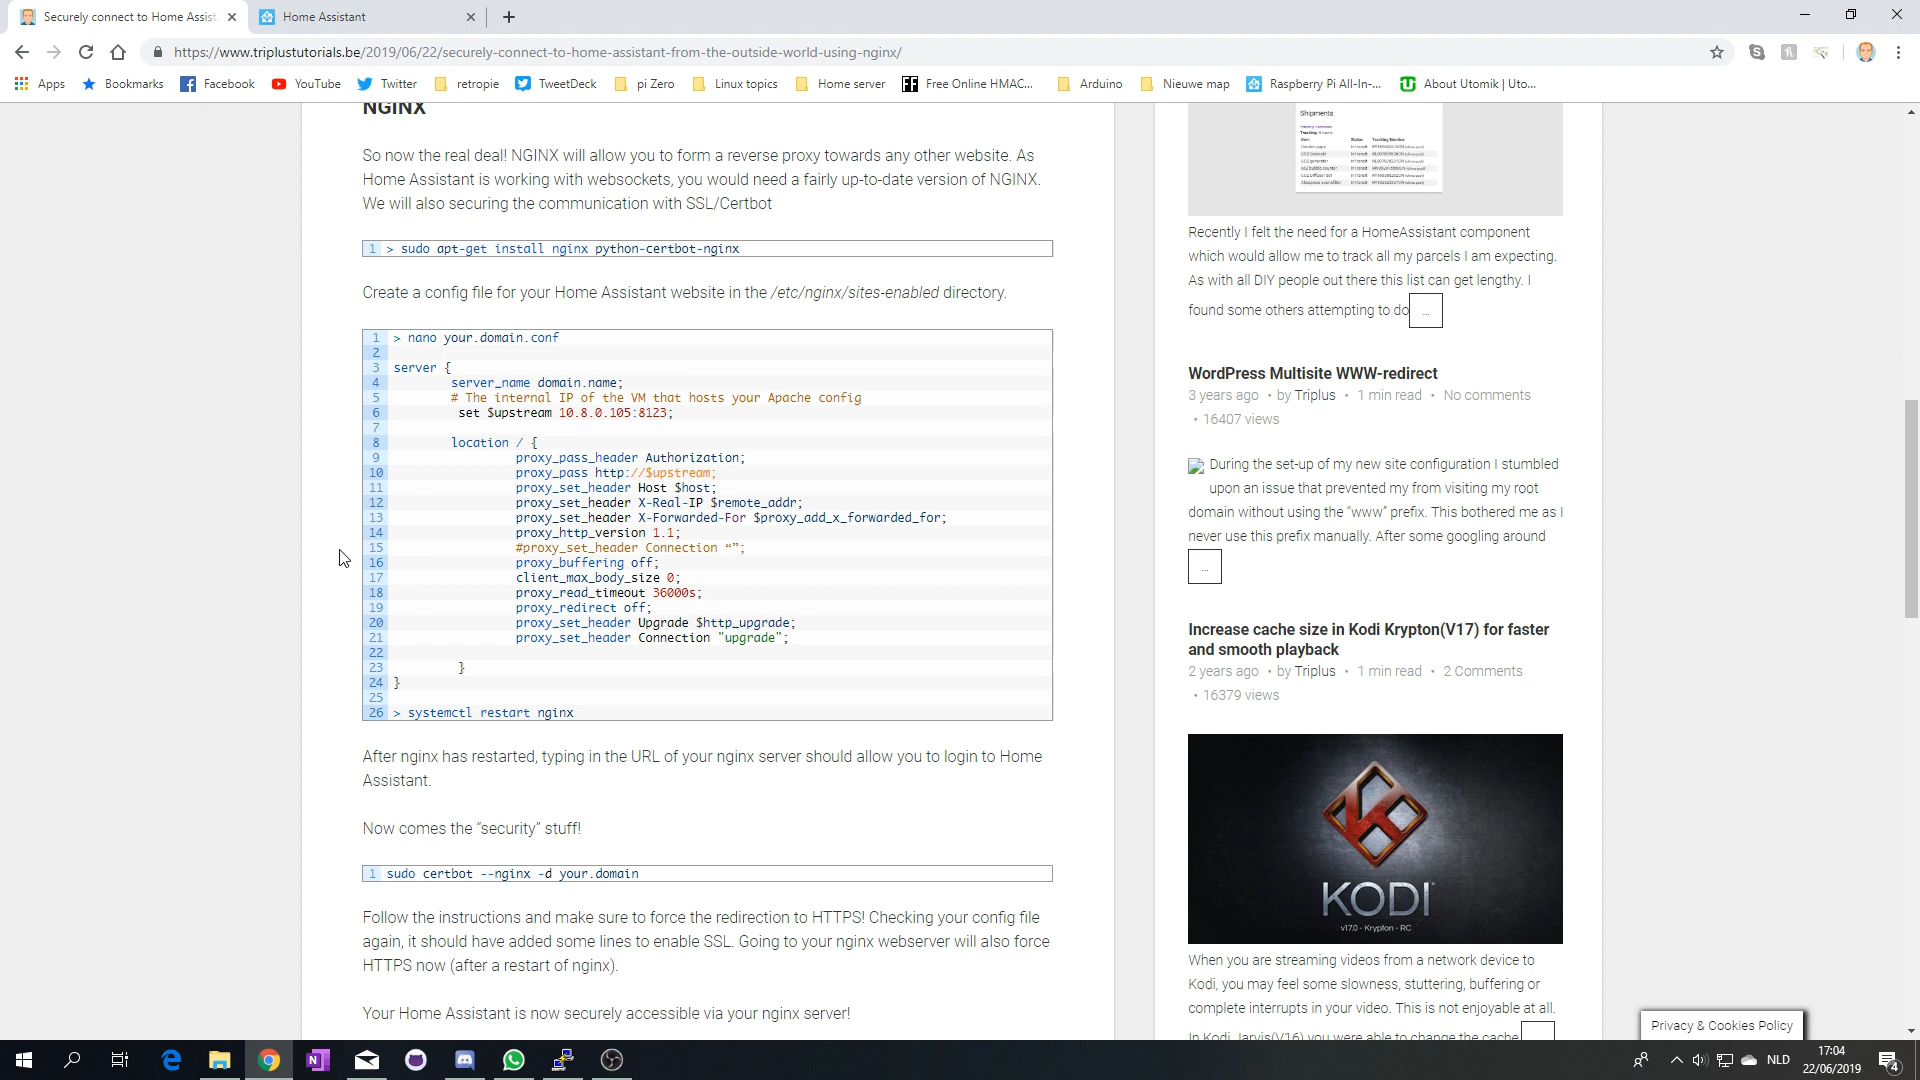 Securely connect to Home Assist
Home Assistant
https://www.triplustutorials.be/2019/06/22/securely-connect-to-home-assistant-from-the-outside-world-using-nginx/
Apps
Bookmarks
Facebook
YouTube
Twitter
retropie
TweetDeck
pi Zero
Linux topics
Home server
Free Online HMAC...
Arduino
Nieuwe map
Raspberry Pi All-In-...
About Utomik | Uto...
NGINX
So now the real deal! NGINX will allow you to form a reverse proxy towards any other website. As
Home Assistant is working with websockets, you would need a fairly up-to-date version of NGINX.
We will also securing the communication with SSL/Certbot
1 > sudo apt-get install nginx python-certbot-nginx
Create a config file for your Home Assistant website in the /etc/nginx/sites-enabled directory.
1 > nano your.domain.conf
2
3 server {
4 server_name domain.name;
5 # The internal IP of the VM that hosts your Apache config
6 set $upstream 10.8.0.105:8123;
7
8 location / {
9 proxy_pass_header Authorization;
10 proxy_pass http://$upstream;
11 proxy_set_header Host $host;
12 proxy_set_header X-Real-IP $remote_addr;
13 proxy_set_header X-Forwarded-For $proxy_add_x_forwarded_for;
14 proxy_http_version 1.1;
15 #proxy_set_header Connection “”;
16 proxy_buffering off;
17 client_max_body_size 0;
18 proxy_read_timeout 36000s;
19 proxy_redirect off;
20 proxy_set_header Upgrade $http_upgrade;
21 proxy_set_header Connection "upgrade";
22
23 }
24 }
25
26 > systemctl restart nginx
After nginx has restarted, typing in the URL of your nginx server should allow you to login to Home
Assistant.
Now comes the “security” stuff!
1 sudo certbot --nginx -d your.domain
Follow the instructions and make sure to force the redirection to HTTPS! Checking your config file
again, it should have added some lines to enable SSL. Going to your nginx webserver will also force
HTTPS now (after a restart of nginx).
Your Home Assistant is now securely accessible via your nginx server!
Shipments
Item Status Tracking Number
Recently I felt the need for a HomeAssistant component
which would allow me to track all my parcels I am expecting.
As with all DIY people out there this list can get lengthy. I
found some others attempting to do ...
WordPress Multisite WWW-redirect
3 years ago • by Triplus • 1 min read • No comments
• 16407 views
During the set-up of my new site configuration I stumbled
upon an issue that prevented my from visiting my root
domain without using the “www” prefix. This bothered me as I
never use this prefix manually. After some googling around
...
Increase cache size in Kodi Krypton(V17) for faster
and smooth playback
2 years ago • by Triplus • 1 min read • 2 Comments
• 16379 views
KODI
v17.0 - Krypton - RC
When you are streaming videos from a network device to
Kodi, you may feel some slowness, stuttering, buffering or
complete interrupts in your video. This is not enjoyable at all.
In Kodi Jarvis(V16) you were able to change the cache
Privacy & Cookies Policy
NLD
17:04
22/06/2019
4